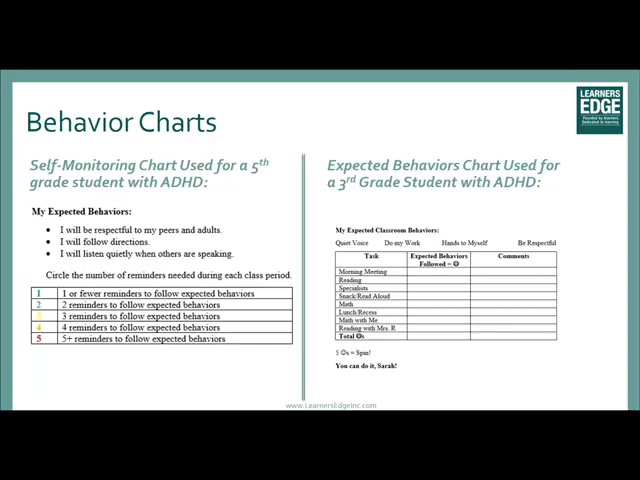 LEARNERS
EDGE
Founded by teachers.
Dedicated to learning.
Behavior Charts
Self-Monitoring Chart Used for a 5th
grade student with ADHD:
My Expected Behaviors:
• I will be respectful to my peers and adults.
• I will follow directions.
• I will listen quietly when others are speaking.
Circle the number of reminders needed during each class period.
1 1 or fewer reminders to follow expected behaviors
2 2 reminders to follow expected behaviors
3 3 reminders to follow expected behaviors
4 4 reminders to follow expected behaviors
5 5+ reminders to follow expected behaviors
Expected Behaviors Chart Used for
a 3rd Grade Student with ADHD:
My Expected Classroom Behaviors:
Quiet Voice Do my Work Hands to Myself Be Respectful
Task Expected Behaviors Followed = ☺ Comments
Morning Meeting
Reading
Specialists
Snack/Read Aloud
Math
Lunch/Recess
Math with Me
Reading with Mrs. R
Total ☺s
5 ☺s = Spin!
You can do it, Sarah!
www.LearnersEdgeInc.com